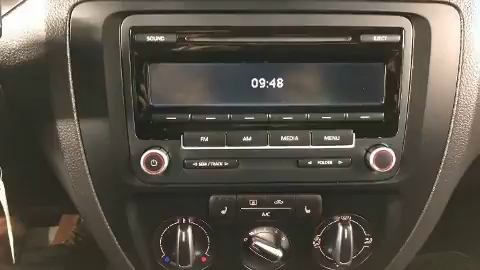 SOUND EJECT
09:48
FM AM MEDIA MENU
SEEK / TRACK FOLDER
A/C